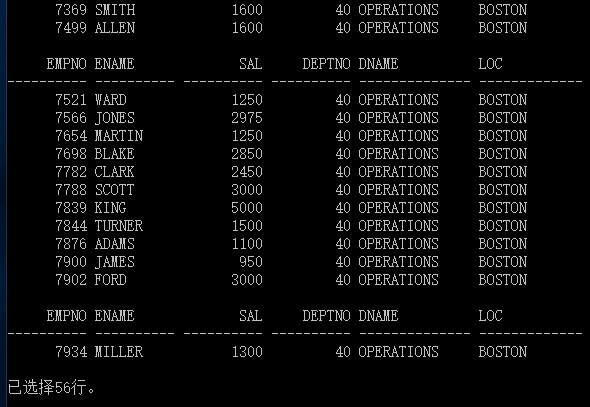 7369 SMITH 1600 40 OPERATIONS BOSTON
7499 ALLEN 1600 40 OPERATIONS BOSTON
EMPNO ENAME SAL DEPTNO DNAME LOC
---------- ---------- ---------- ---------- -------------- -------------
7521 WARD 1250 40 OPERATIONS BOSTON
7566 JONES 2975 40 OPERATIONS BOSTON
7654 MARTIN 1250 40 OPERATIONS BOSTON
7698 BLAKE 2850 40 OPERATIONS BOSTON
7782 CLARK 2450 40 OPERATIONS BOSTON
7788 SCOTT 3000 40 OPERATIONS BOSTON
7839 KING 5000 40 OPERATIONS BOSTON
7844 TURNER 1500 40 OPERATIONS BOSTON
7876 ADAMS 1100 40 OPERATIONS BOSTON
7900 JAMES 950 40 OPERATIONS BOSTON
7902 FORD 3000 40 OPERATIONS BOSTON
EMPNO ENAME SAL DEPTNO DNAME LOC
---------- ---------- ---------- ---------- -------------- -------------
7934 MILLER 1300 40 OPERATIONS BOSTON
已选择56行。